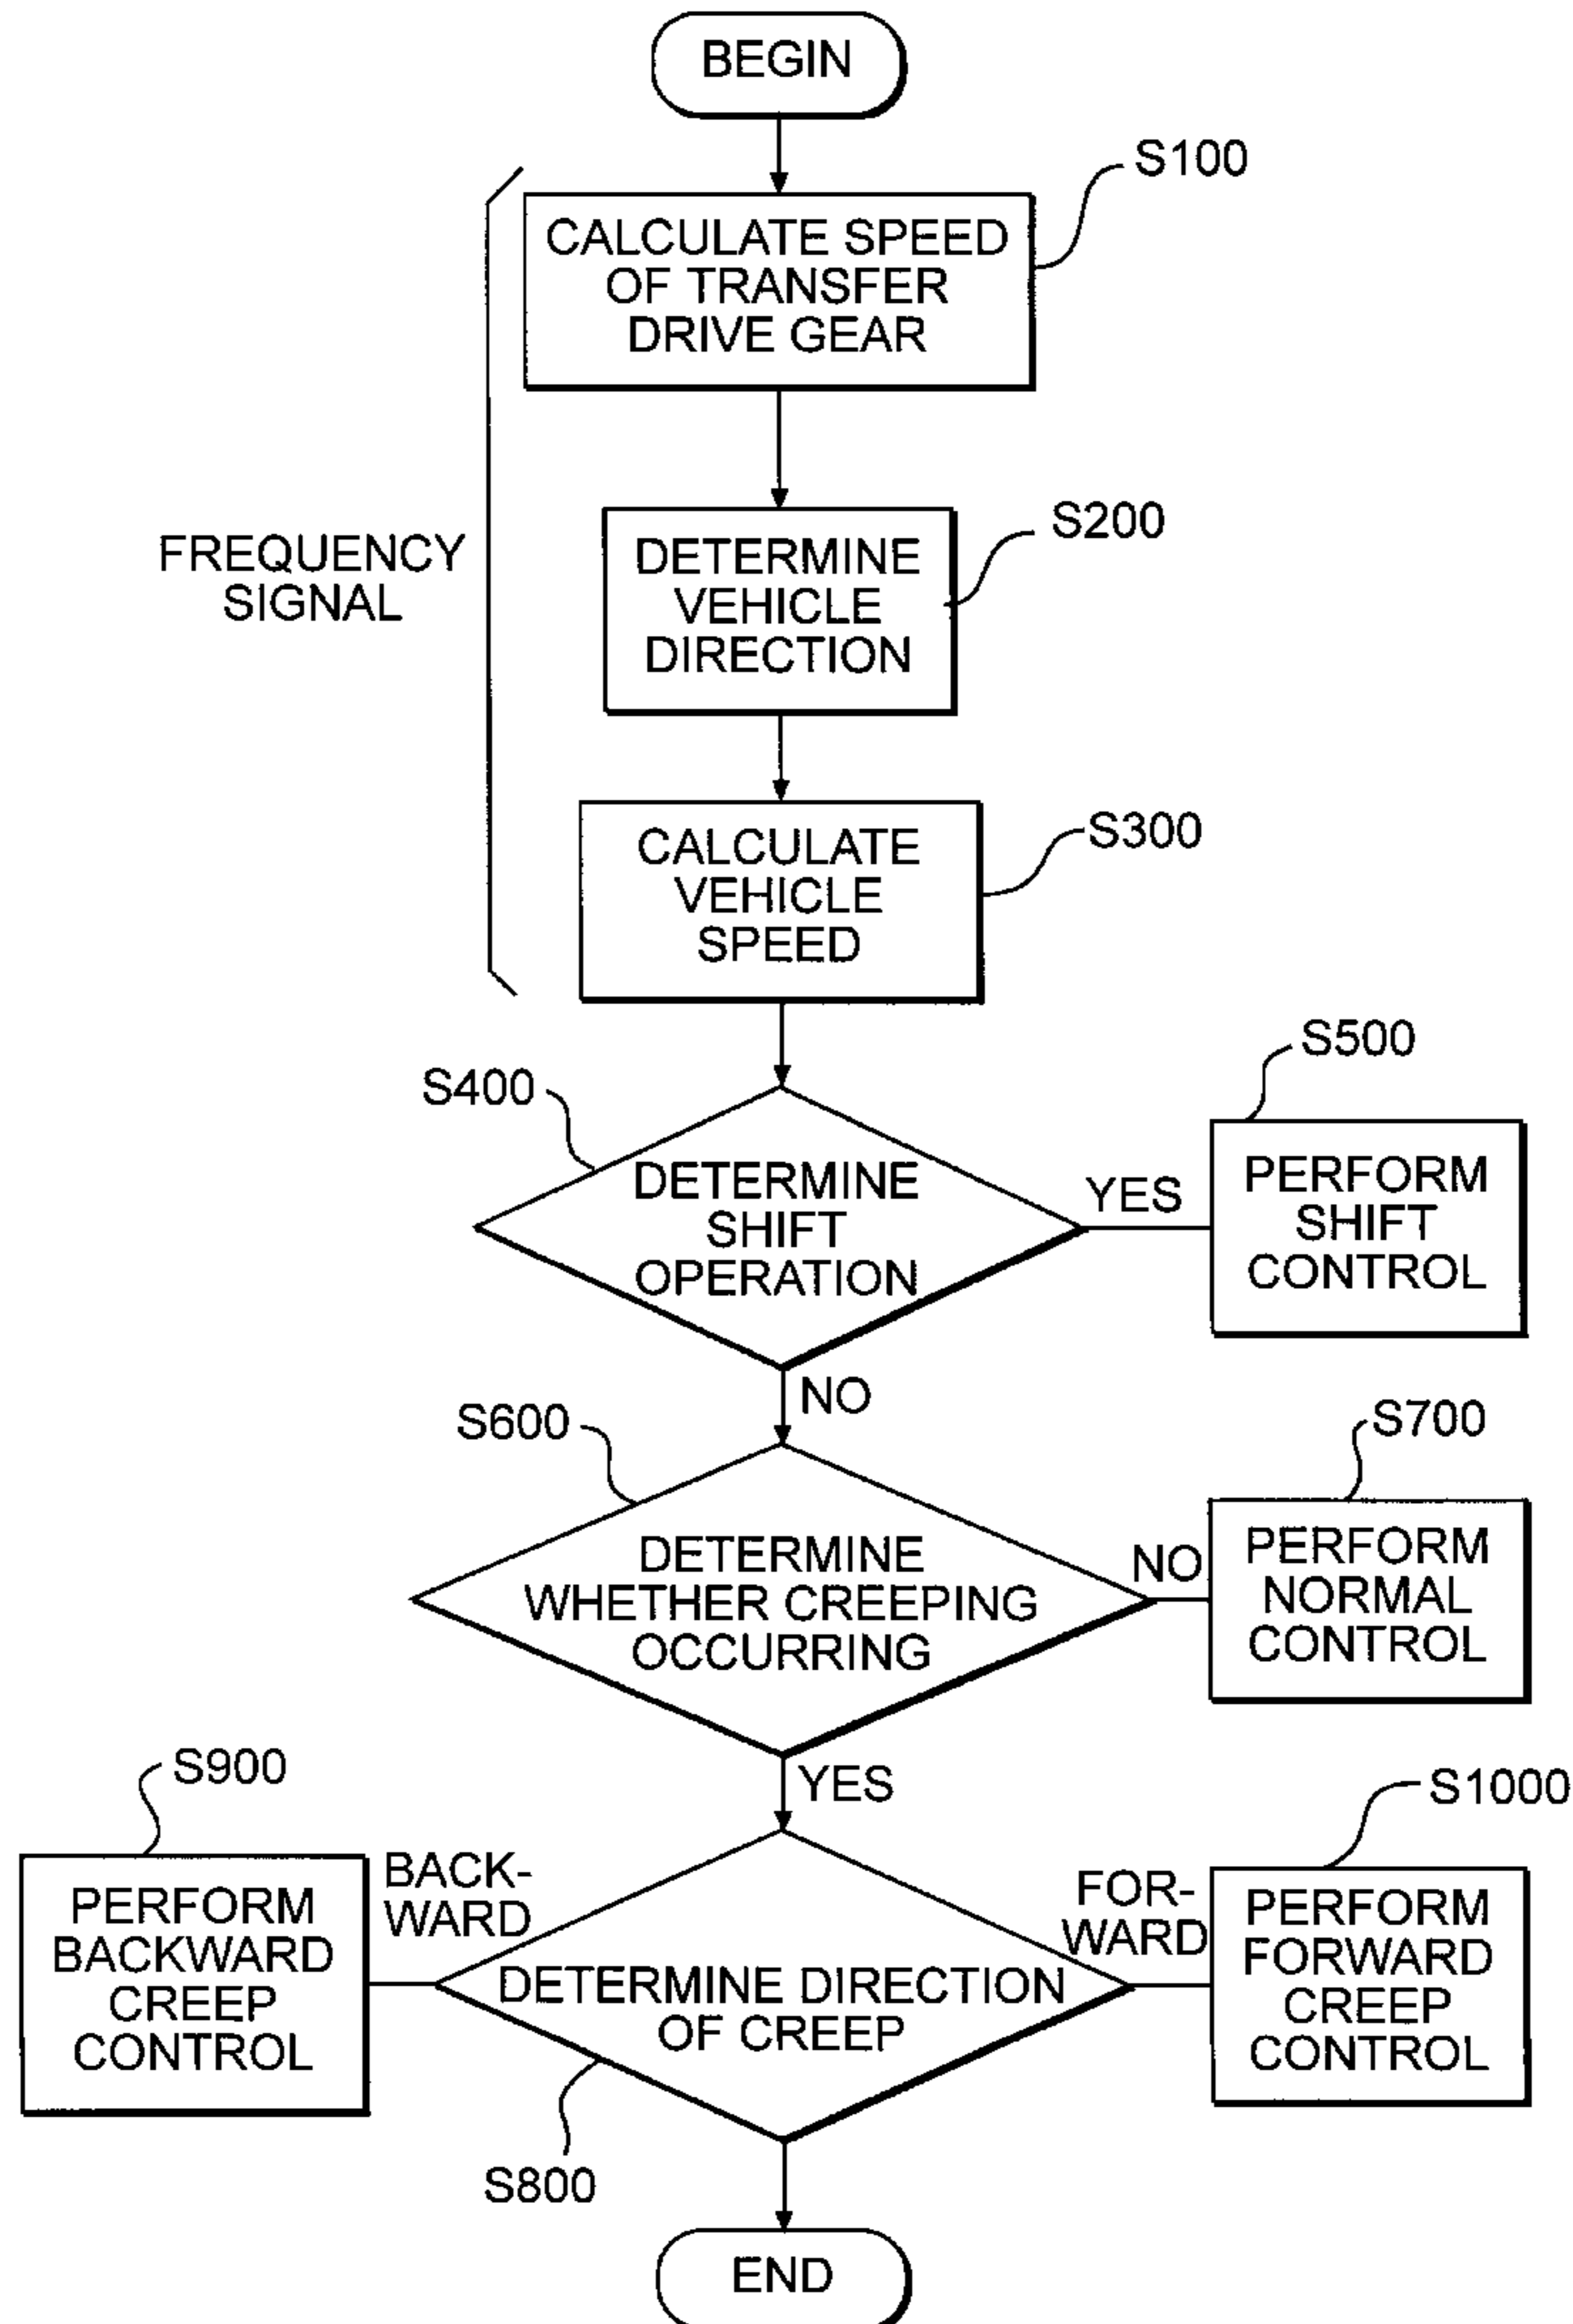 BEGIN
S100
CALCULATE SPEED
OF TRANSFER
DRIVE GEAR
FREQUENCY
SIGNAL
S200
DETERMINE
VEHICLE
DIRECTION
S300
CALCULATE
VEHICLE
SPEED
S400
DETERMINE
SHIFT
OPERATION
YES
S500
PERFORM
SHIFT
CONTROL
NO
S600
DETERMINE
WHETHER CREEPING
OCCURRING
NO
S700
PERFORM
NORMAL
CONTROL
YES
S900
PERFORM
BACKWARD
CREEP
CONTROL
BACK-
WARD
DETERMINE DIRECTION
OF CREEP
S800
FOR-
WARD
S1000
PERFORM
FORWARD
CREEP
CONTROL
END